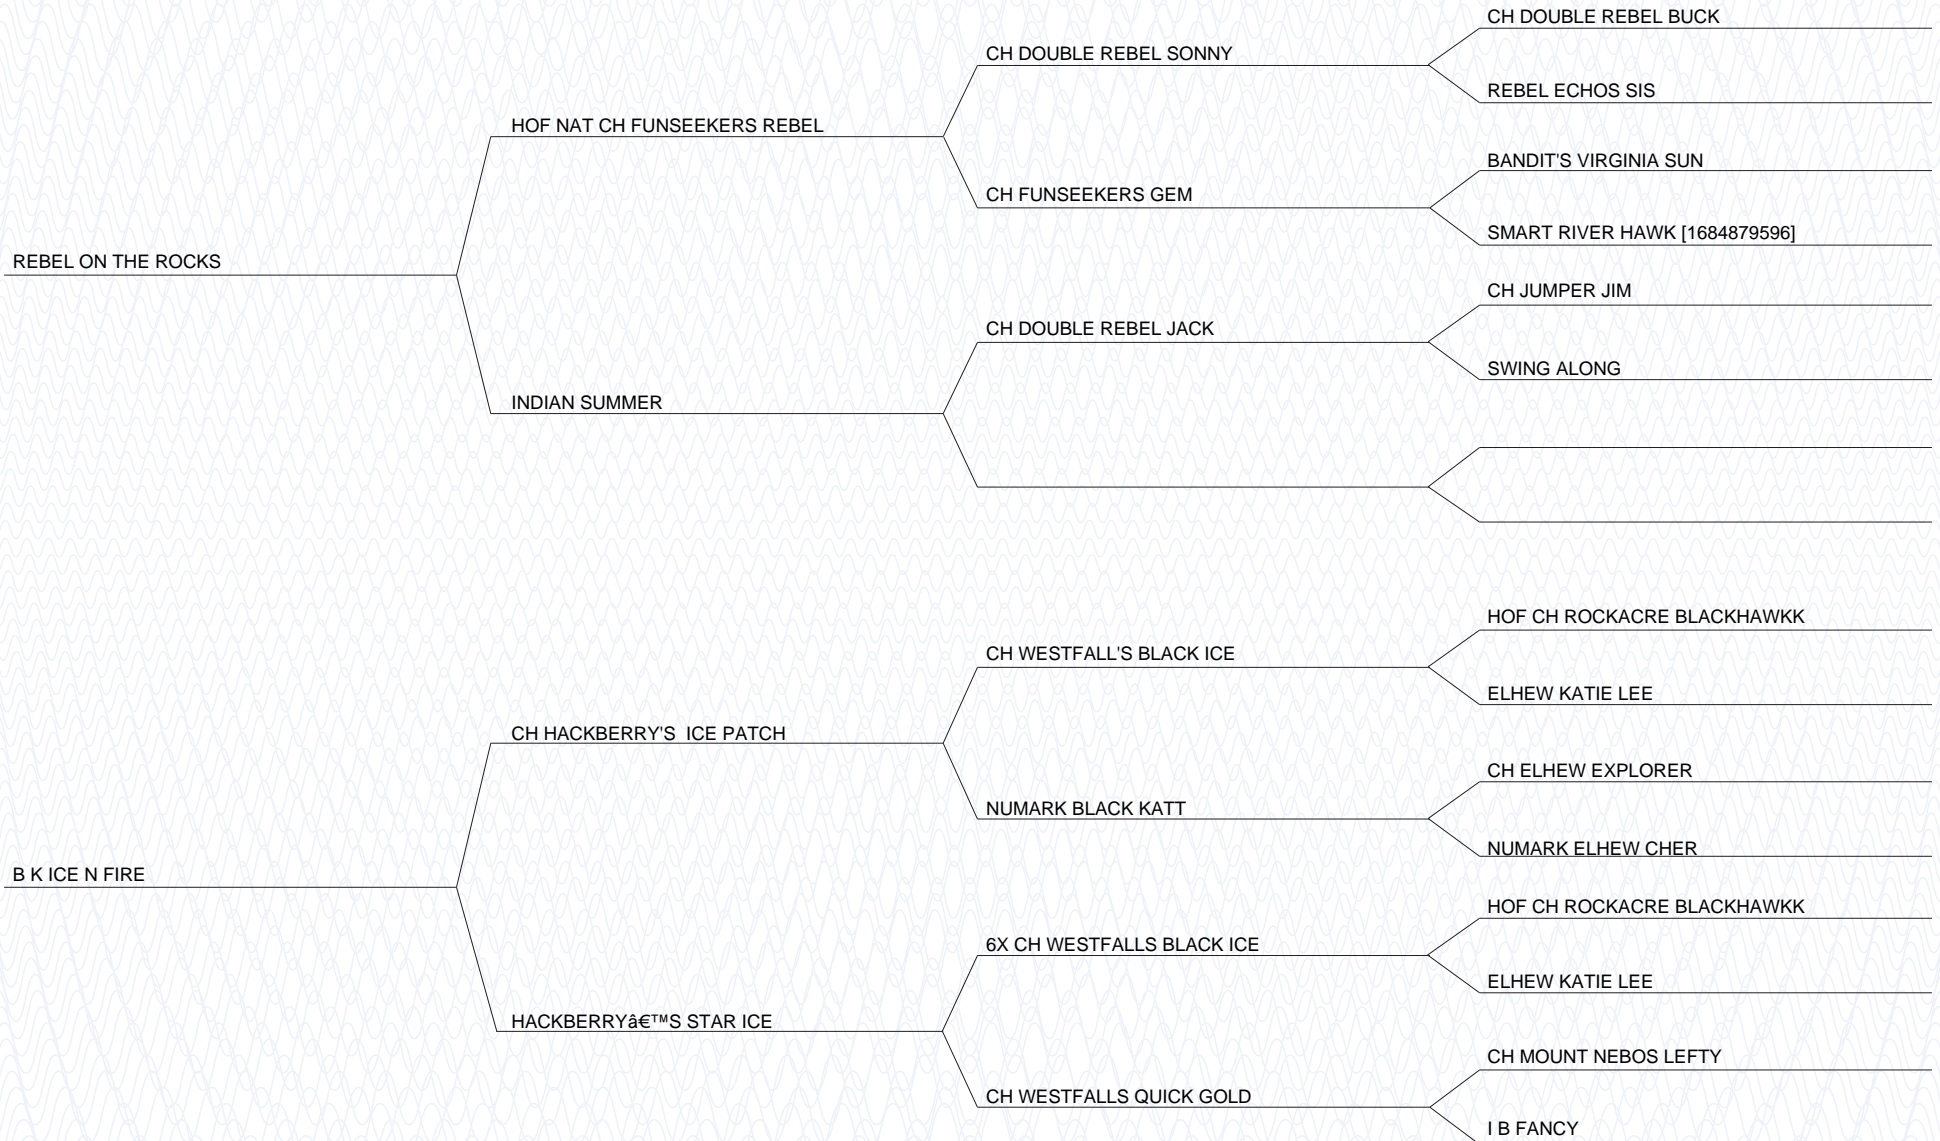 CH DOUBLE REBEL BUCK
CH DOUBLE REBEL SONNY
REBEL ECHOS SIS
HOF NAT CH FUNSEEKERS REBEL
BANDIT'S VIRGINIA SUN
CH FUNSEEKERS GEM
SMART RIVER HAWK [1684879596]
REBEL ON THE ROCKS
CH JUMPER JIM
CH DOUBLE REBEL JACK
SWING ALONG
INDIAN SUMMER
HOF CH ROCKACRE BLACKHAWKK
CH WESTFALL'S BLACK ICE
ELHEW KATIE LEE
CH HACKBERRY'S  ICE PATCH
CH ELHEW EXPLORER
NUMARK BLACK KATT
NUMARK ELHEW CHER
B K ICE N FIRE
HOF CH ROCKACRE BLACKHAWKK
6X CH WESTFALLS BLACK ICE
ELHEW KATIE LEE
HACKBERRYâ€™S STAR ICE
CH MOUNT NEBOS LEFTY
CH WESTFALLS QUICK GOLD
I B FANCY